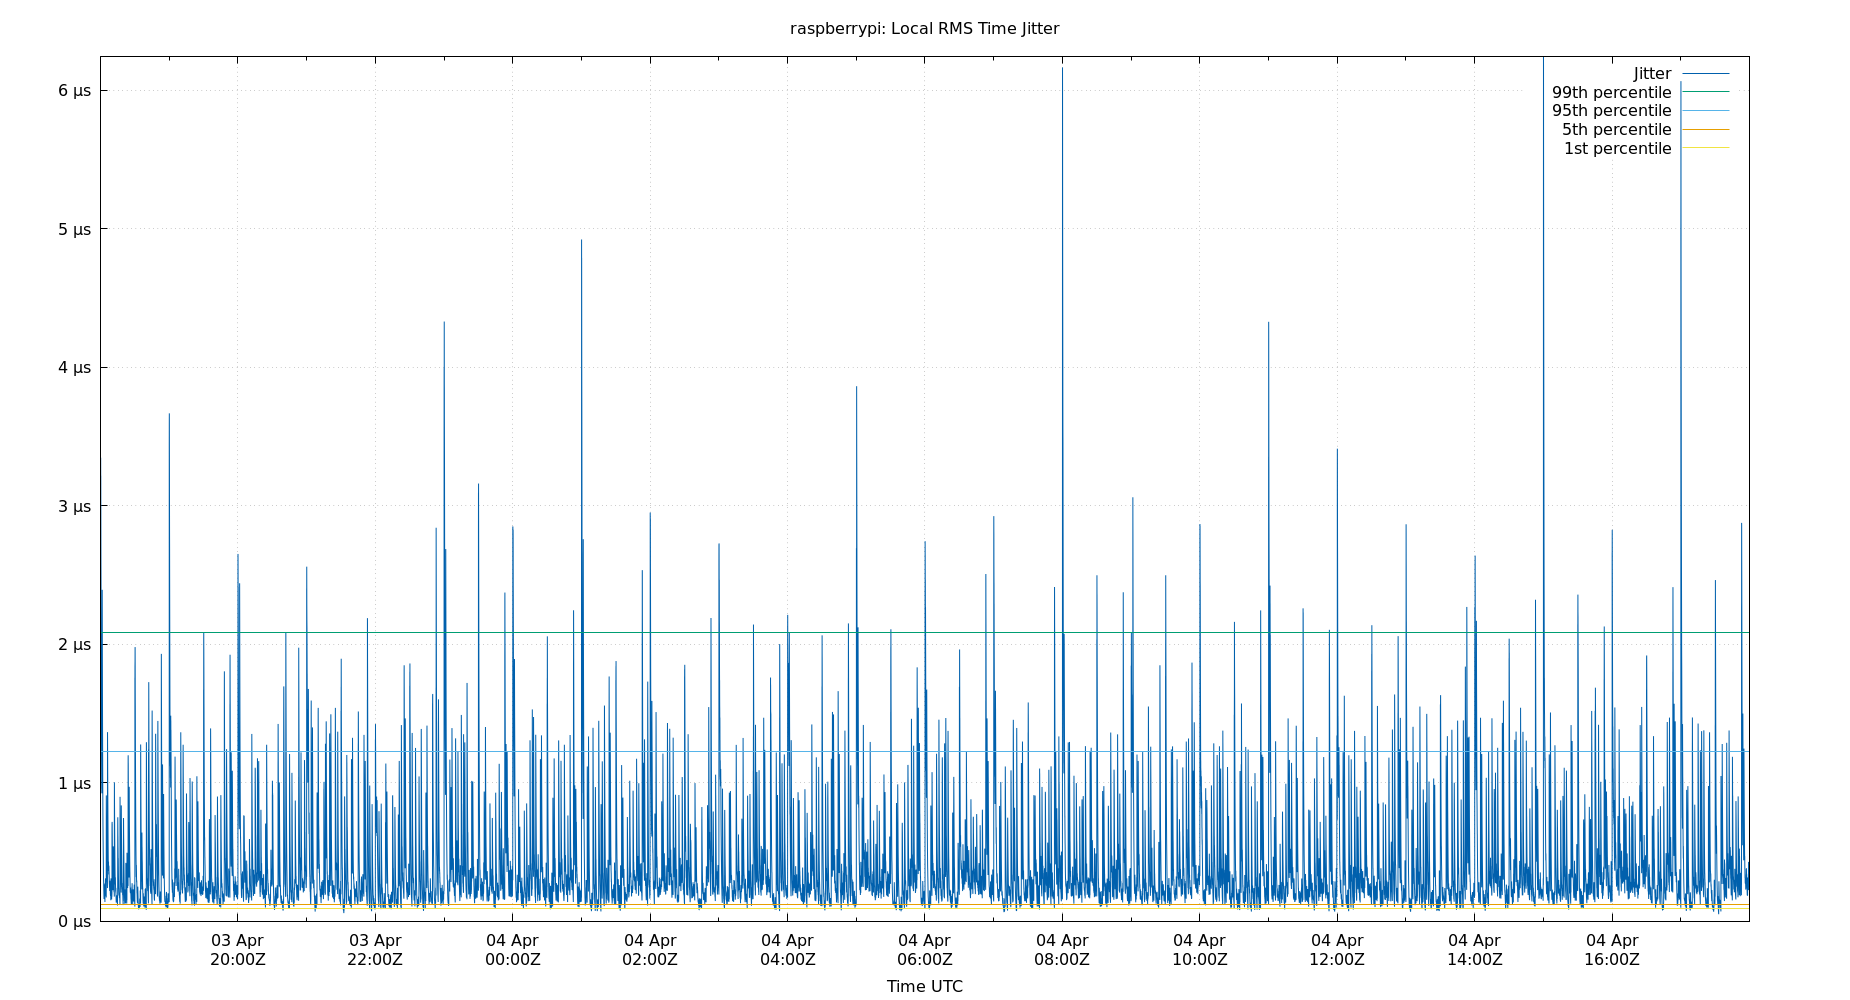 raspberrypi: Local RMS Time Jitter
6 µs
5 µs
4 µs
3 µs
2 µs
1 µs
0 µs
Jitter
99th percentile
95th percentile
5th percentile
1st percentile
03 Apr
20:00Z
03 Apr
22:00Z
04 Apr
00:00Z
04 Apr
02:00Z
04 Apr
04:00Z
04 Apr
06:00Z
04 Apr
08:00Z
04 Apr
10:00Z
04 Apr
12:00Z
04 Apr
14:00Z
04 Apr
16:00Z
Time UTC